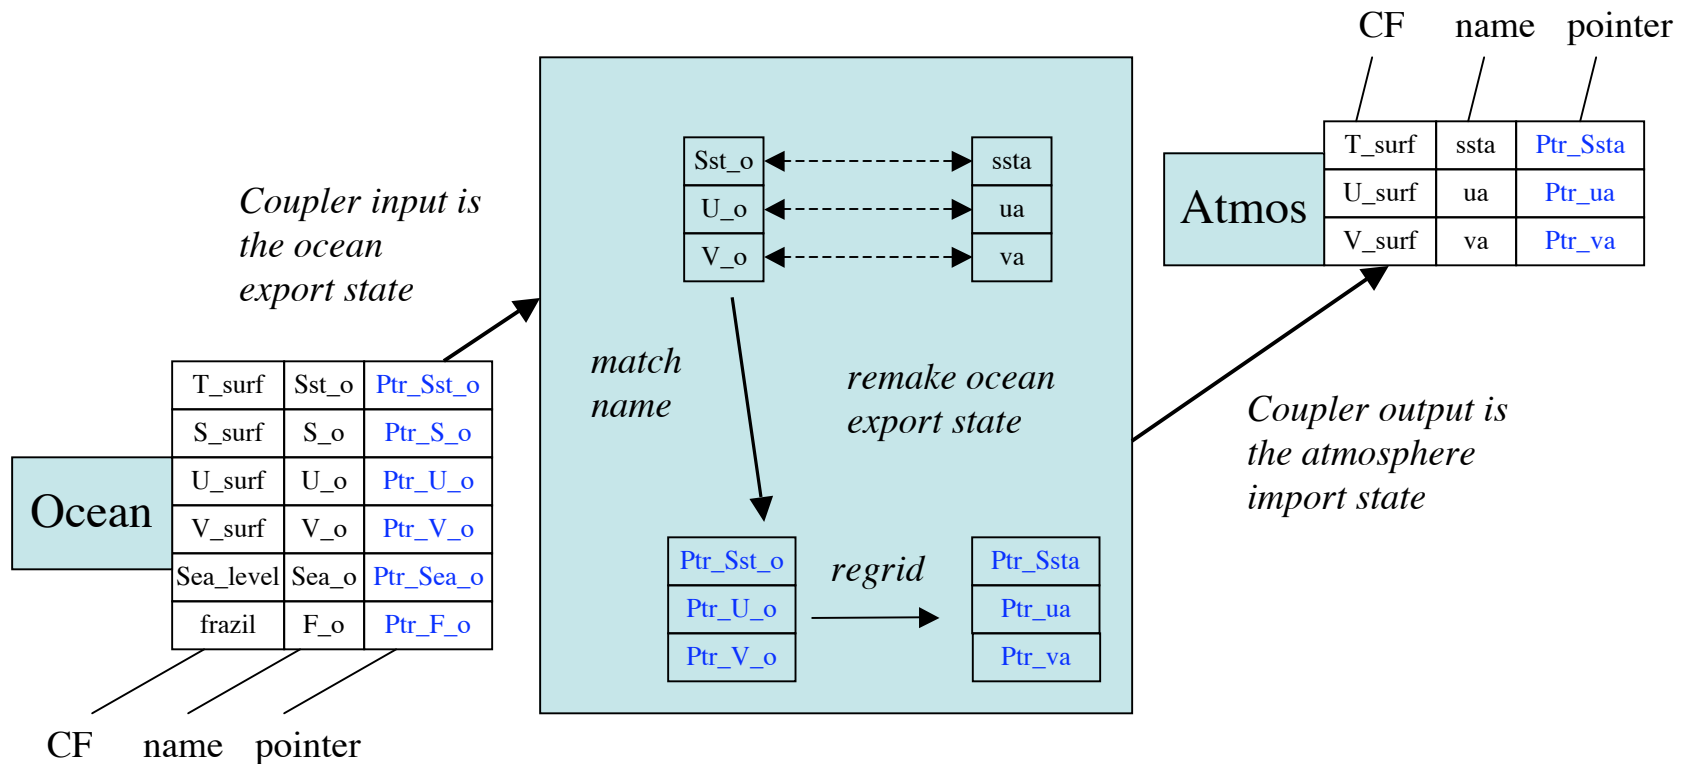 CF name pointer
T_surf ssta Ptr_Ssta
U_surf ua Ptr_ua
V_surf va Ptr_va
Atmos
Sst_o ssta
U_o ua
V_o va
Coupler input is
the ocean
export state
match
name
remake ocean
export state
Coupler output is
the atmosphere
import state
T_surf Sst_o Ptr_Sst_o
S_surf S_o Ptr_S_o
U_surf U_o Ptr_U_o
V_surf V_o Ptr_V_o
Sea_level Sea_o Ptr_Sea_o
frazil F_o Ptr_F_o
Ocean
CF name pointer
Ptr_Sst_o
Ptr_U_o
Ptr_V_o
regrid
Ptr_Ssta
Ptr_ua
Ptr_va